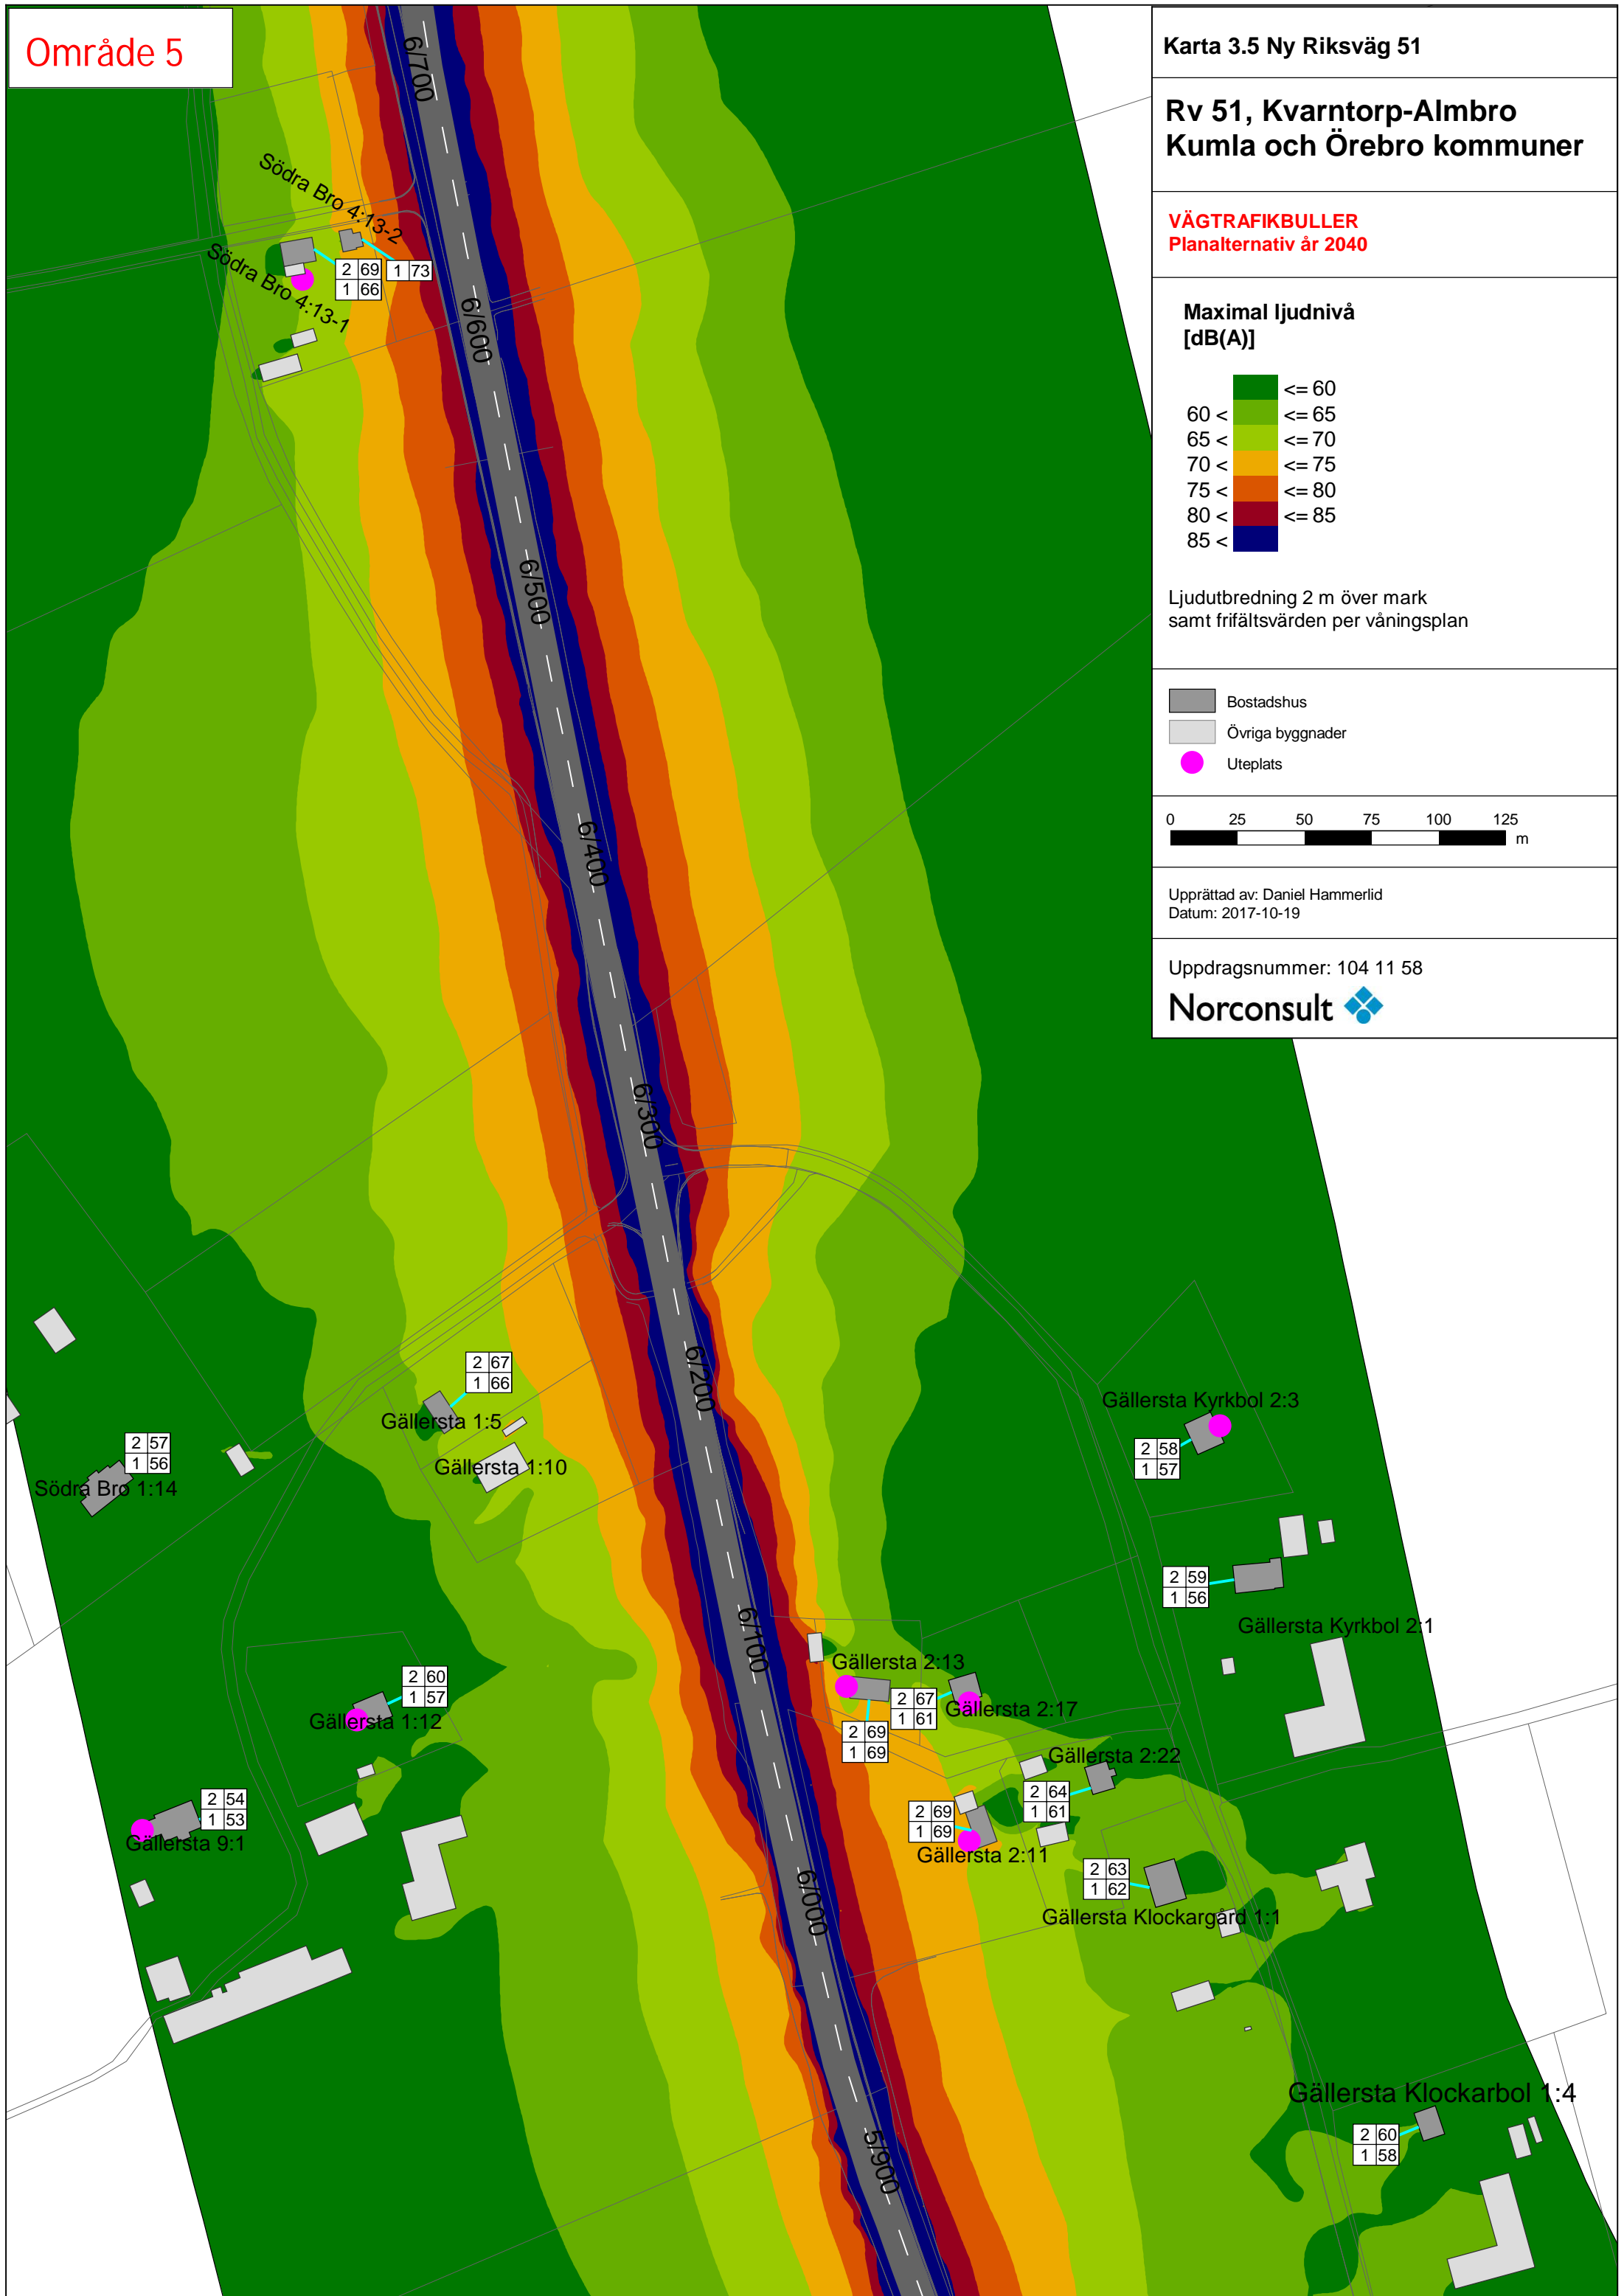 Område 5
Karta 3.5 Ny Riksväg 51
Rv 51, Kvarntorp-Almbro
Kumla och Örebro kommuner
VÄGTRAFIKBULLER
Planalternativ år 2040
Maximal ljudnivå
[dB(A)]
<= 60
60 < <= 65
65 < <= 70
70 < <= 75
75 < <= 80
80 < <= 85
85 <
Ljudutbredning 2 m över mark
samt frifältsvärden per våningsplan
Bostadshus
Övriga byggnader
Uteplats
0 25 50 75 100 125
m
Upprättad av: Daniel Hammerlid
Datum: 2017-10-19
Uppdragsnummer: 104 11 58
Norconsult
6/700
Södra Bro 4:13-2
1 73
Södra Bro 4:13-1
2 69
1 66
6/600
6/500
6/400
6/300
6/200
2 67
1 66
Gällersta 1:5
Gällersta 1:10
2 57
1 56
Södra Bro 1:14
Gällersta Kyrkbol 2:3
2 58
1 57
2 59
1 56
Gällersta Kyrkbol 2:1
6/100
2 60
1 57
Gällersta 1:12
Gällersta 2:13
2 69
1 69
2 67
1 61
Gällersta 2:17
Gällersta 2:22
2 64
1 61
2 54
1 53
Gällersta 9:1
2 69
1 69
Gällersta 2:11
2 63
1 62
Gällersta Klockargård 1:1
6/000
Gällersta Klockarbol 1:4
2 60
1 58
5/900